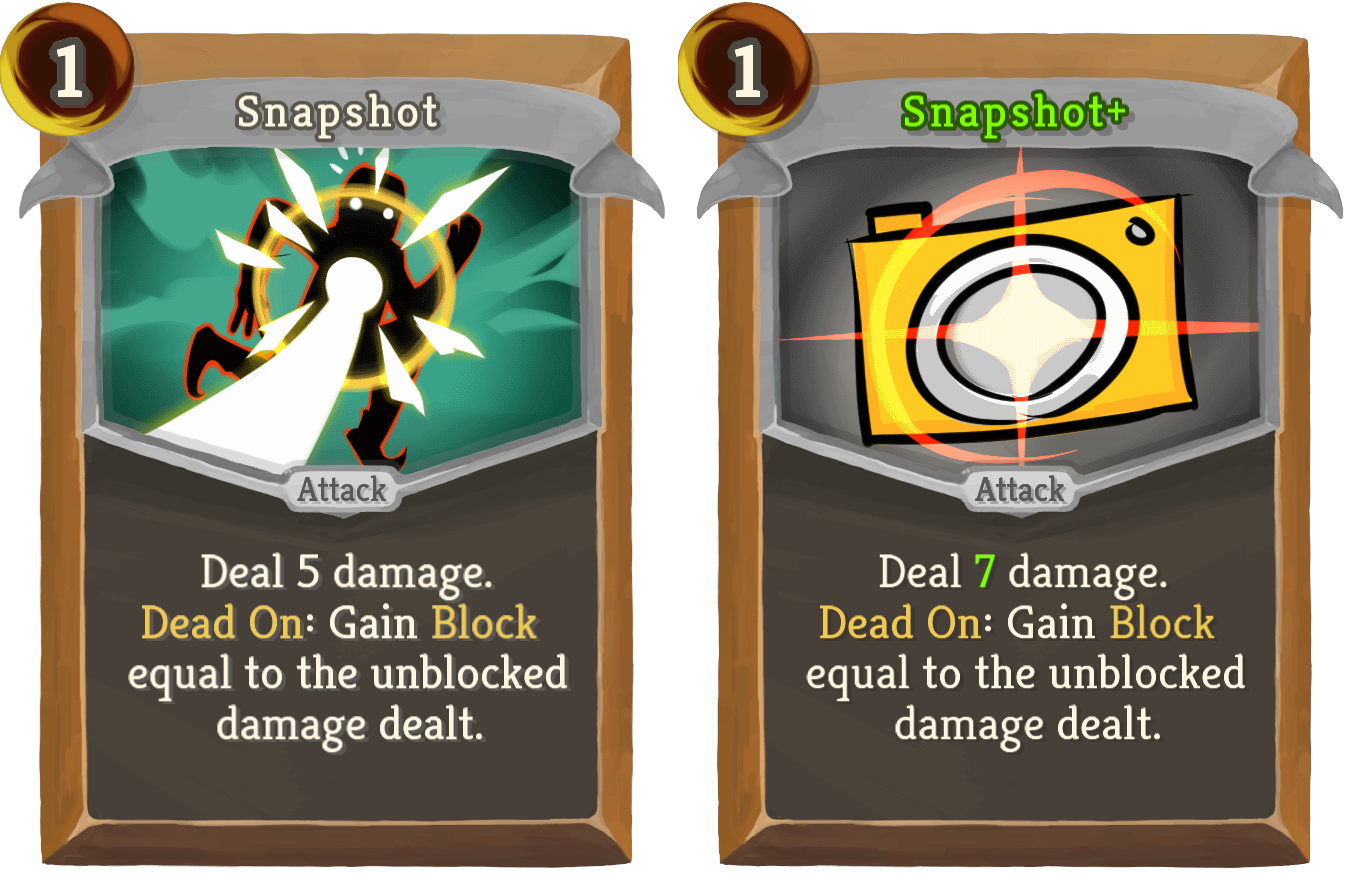 1
Snapshot
Attack
Deal 5 damage.
Dead On: Gain Block
equal to the unblocked
damage dealt.
1
Snapshot+
Attack
Deal 7 damage.
Dead On: Gain Block
equal to the unblocked
damage dealt.